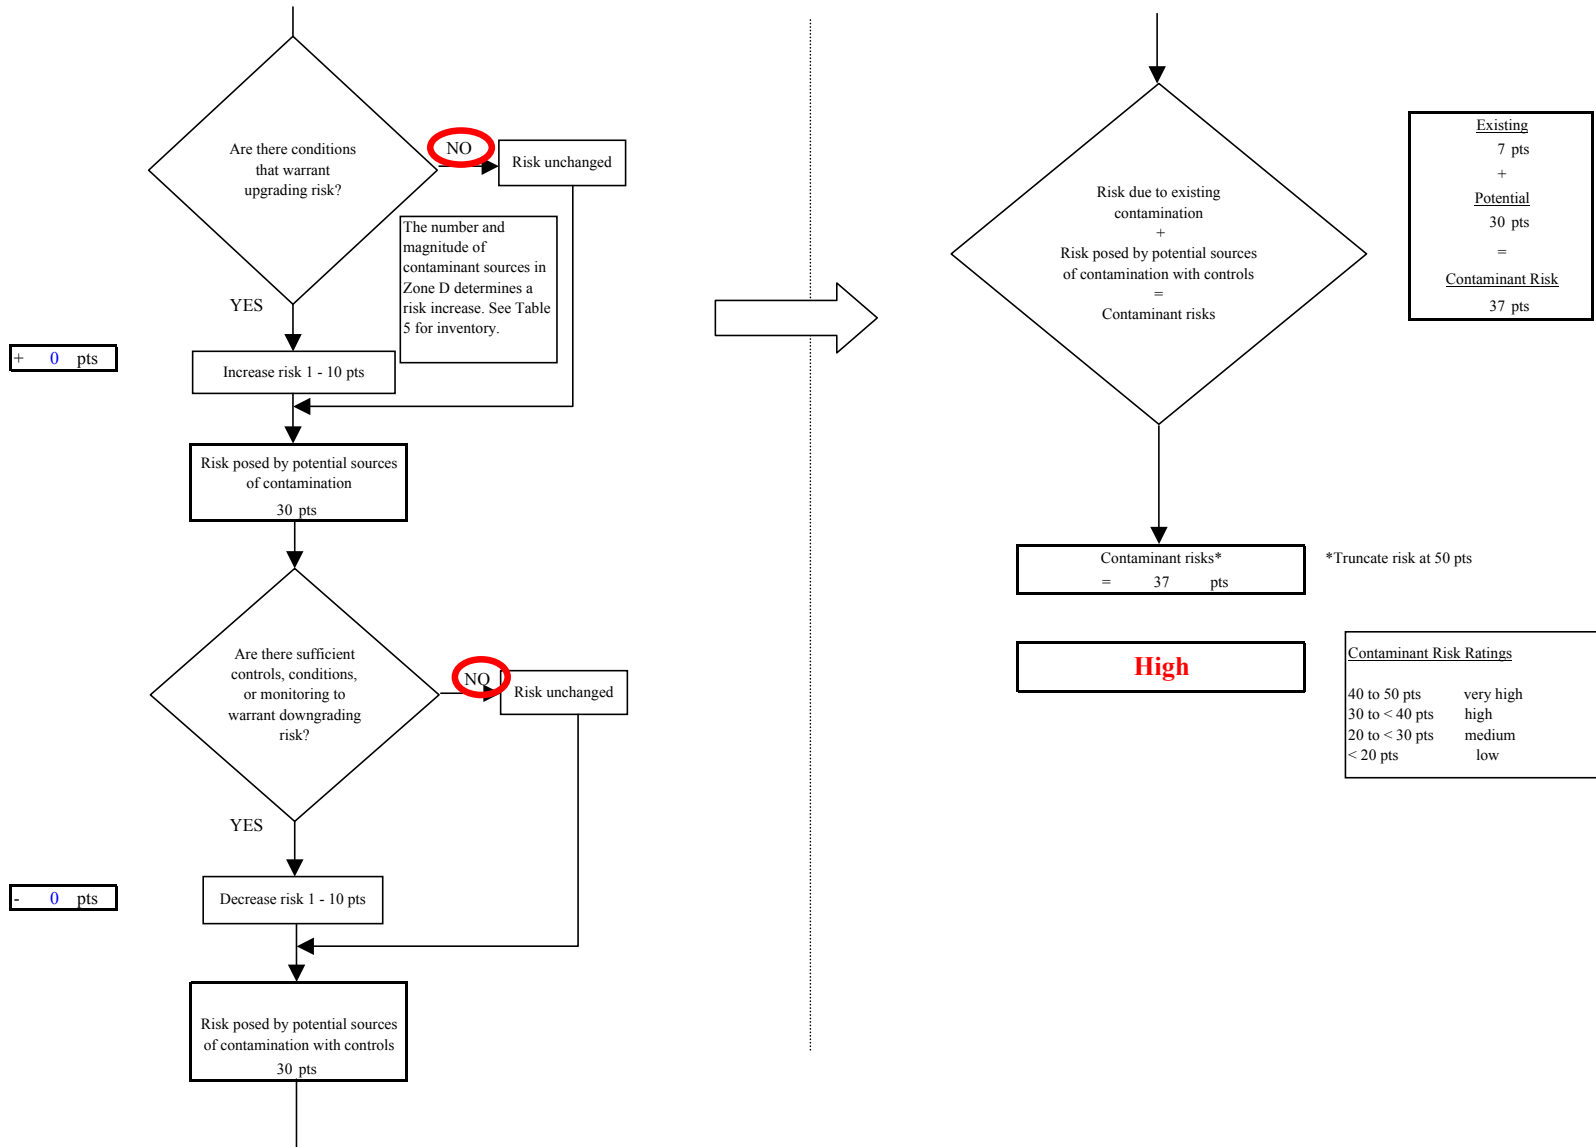 Are there conditions
that warrant
upgrading risk?
NO
Risk unchanged
The number and
magnitude of
contaminant sources in
Zone D determines a
risk increase. See Table
5 for inventory.
YES
+ 0 pts
Increase risk 1 - 10 pts
Risk posed by potential sources
of contamination
30 pts
Are there sufficient
controls, conditions,
or monitoring to
warrant downgrading
risk?
NO
Risk unchanged
YES
- 0 pts
Decrease risk 1 - 10 pts
Risk posed by potential sources
of contamination with controls
30 pts
Risk due to existing
contamination
+
Risk posed by potential sources
of contamination with controls
=
Contaminant risks
Existing
7 pts
+
Potential
30 pts
=
Contaminant Risk
37 pts
Contaminant risks*
= 37 pts
*Truncate risk at 50 pts
High
Contaminant Risk Ratings
40 to 50 pts very high
30 to < 40 pts high
20 to < 30 pts medium
< 20 pts low